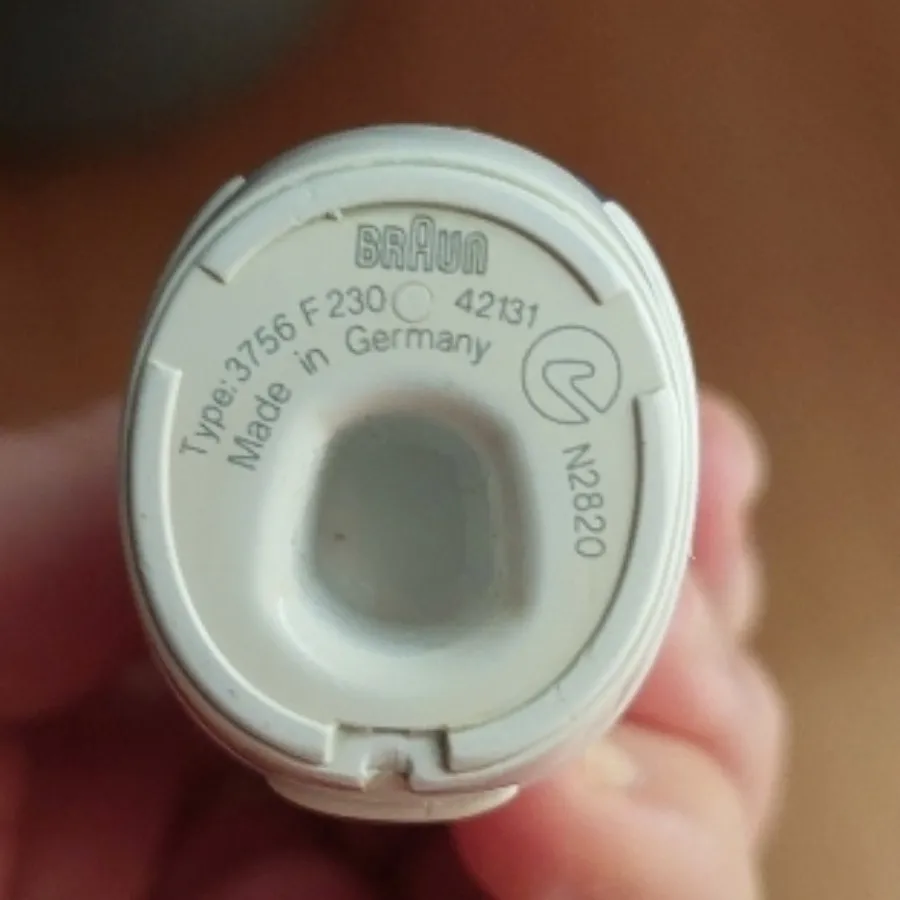 BRAUN
Type:3756 F 230 42131
Made in Germany
N2820